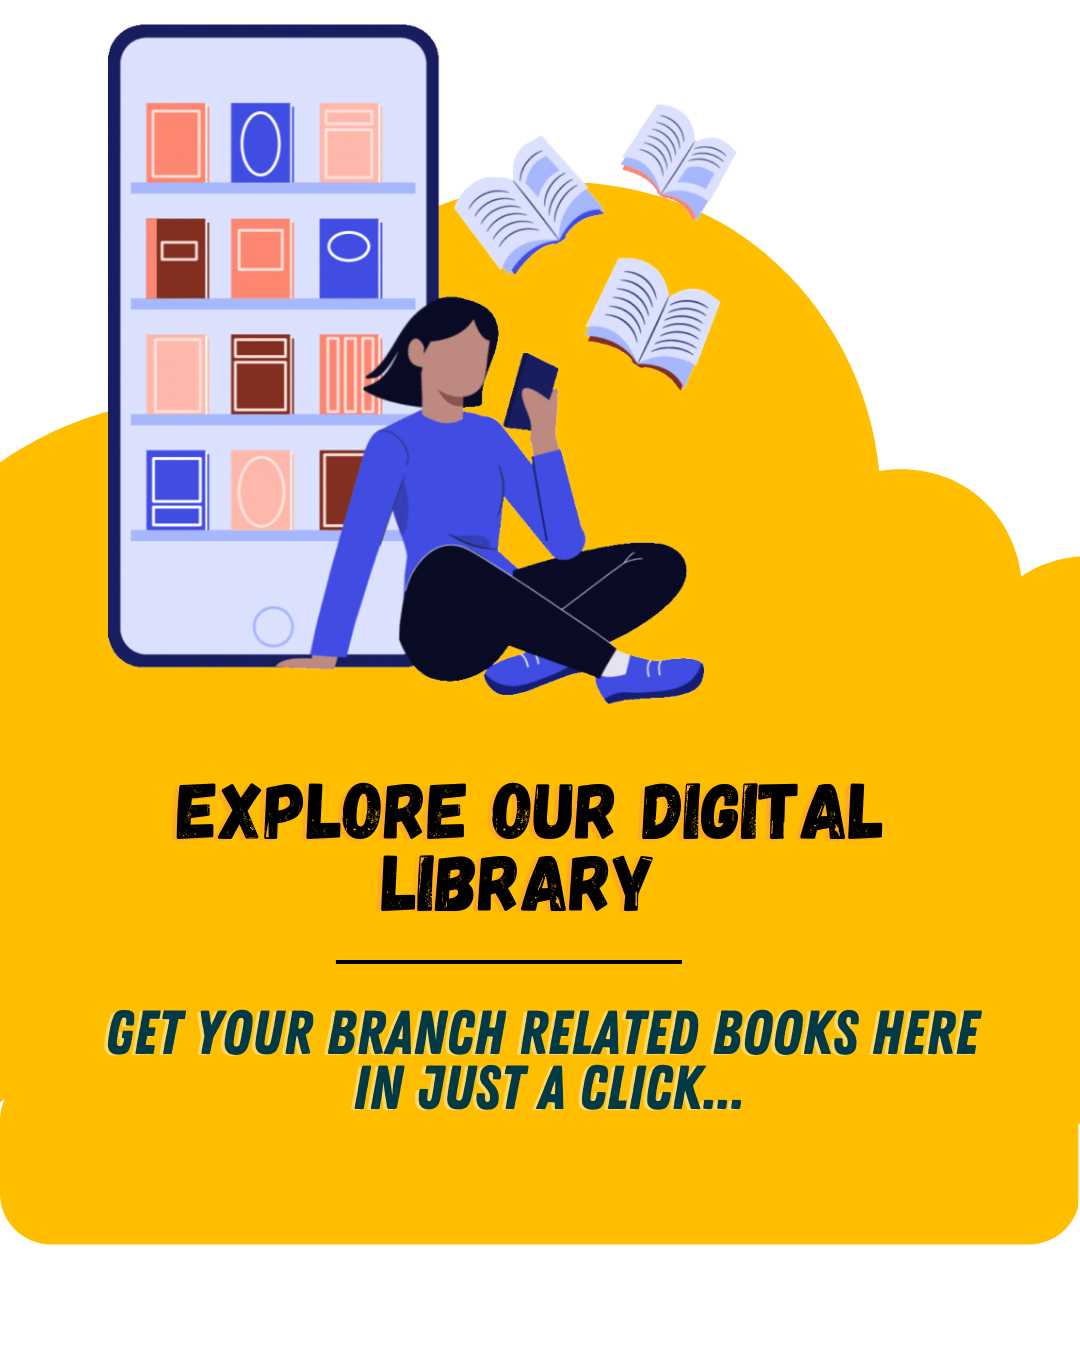 EXPLORE OUR DIGITAL
LIBRARY
GET YOUR BRANCH RELATED BOOKS HERE
IN JUST A CLICK...